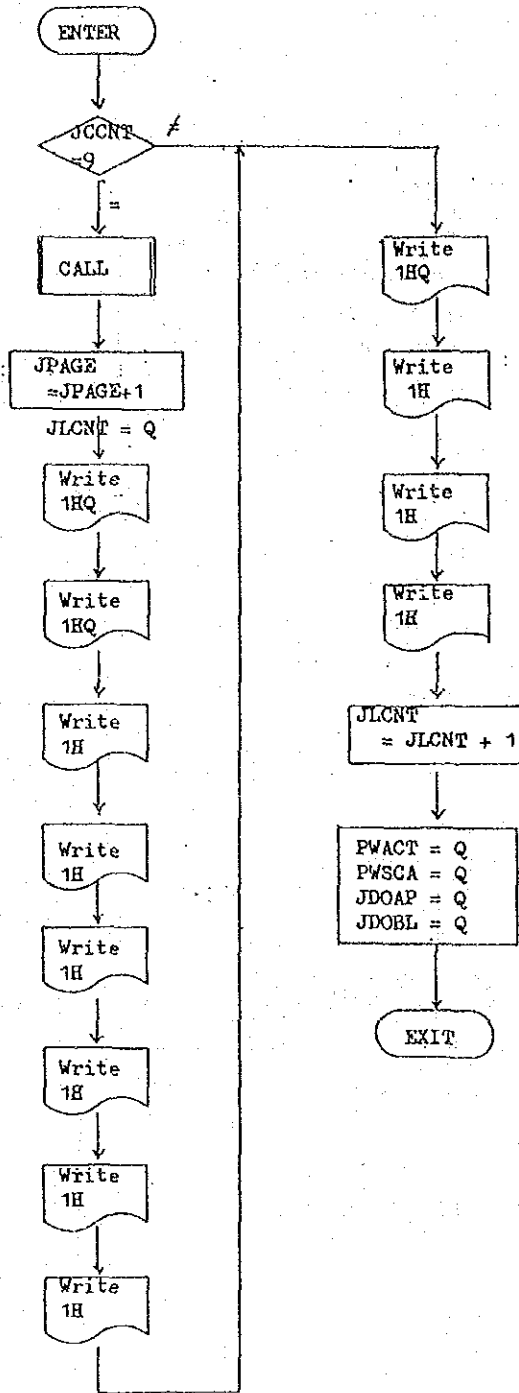 ENTER
JCCNT
=9
≠
=
CALL
JPAGE
=JPAGE+1
JLCNT = Q
Write
1HQ
Write
1HQ
Write
1H
Write
1H
Write
1H
Write
1H
Write
1H
Write
1H
Write
1HQ
Write
1H
Write
1H
Write
1H
JLCNT
= JLCNT + 1
PWACT = Q
PWSCA = Q
JDOAP = Q
JDOBL = Q
EXIT